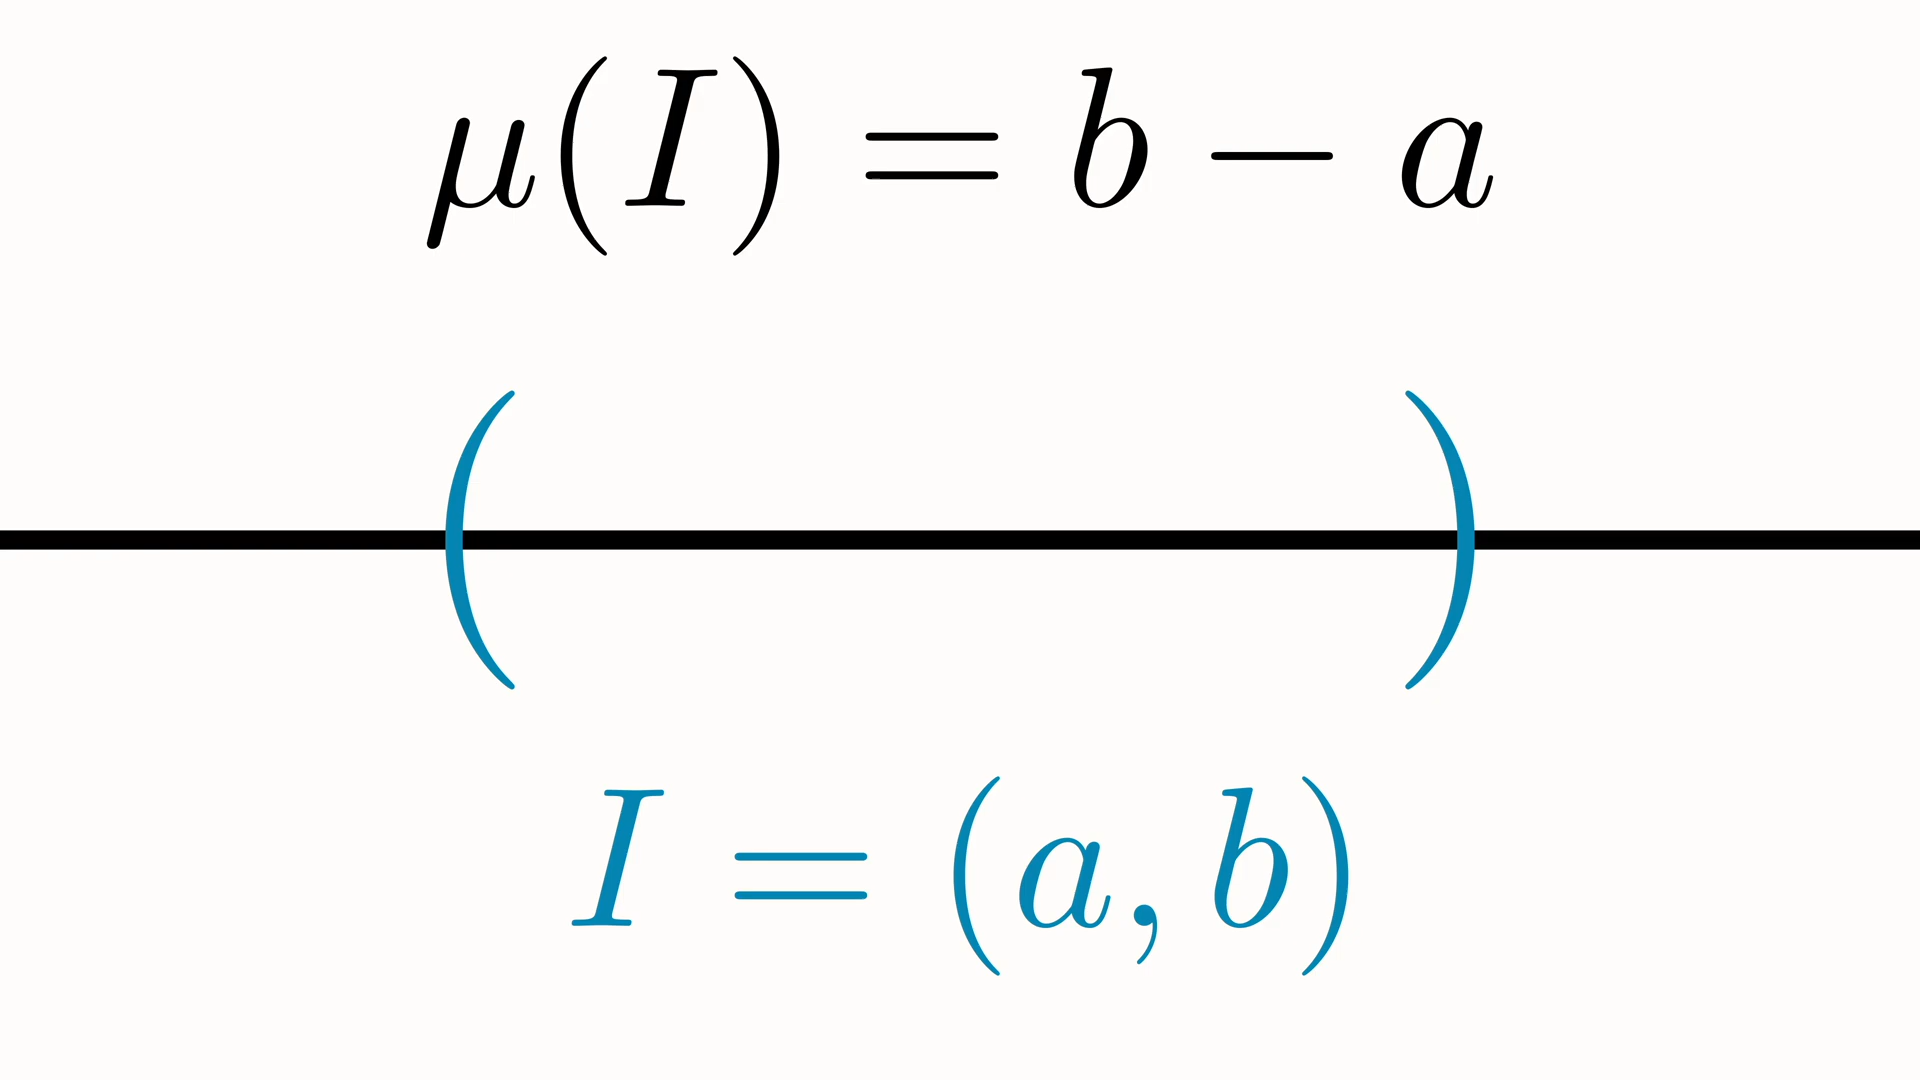 μ(I) = b − a
( )
I = (a, b)